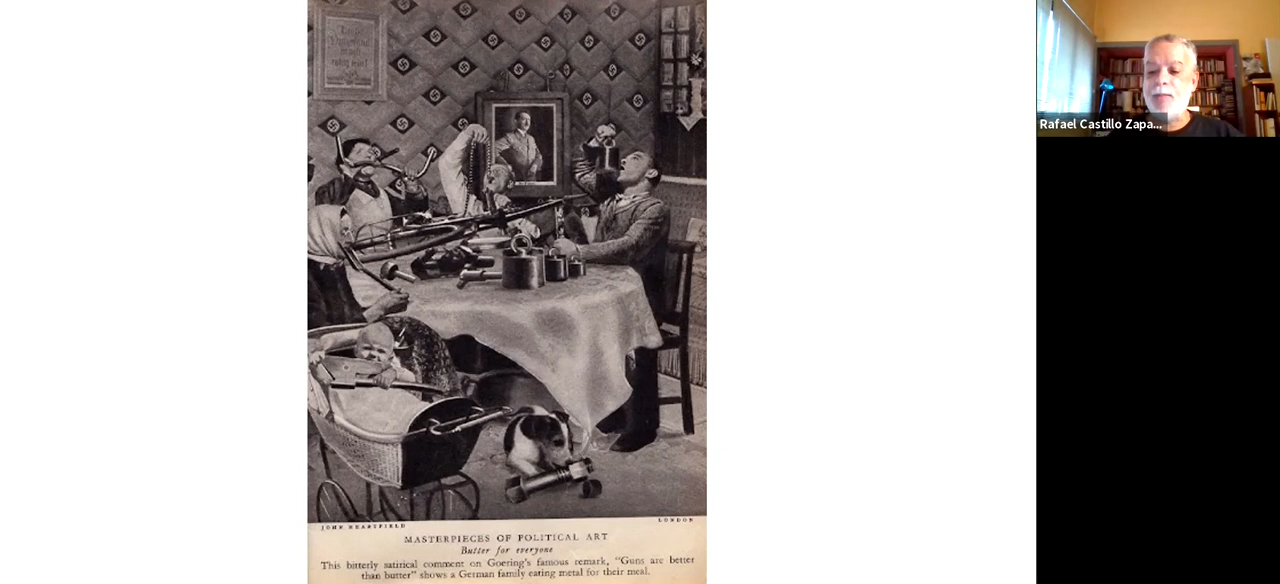 Rafael Castillo Zapa...
JOHN HEARTFIELD
LONDON
MASTERPIECES OF POLITICAL ART
Butter for everyone
This bitterly satirical comment on Goering's famous remark, "Guns are better
than butter" shows a German family eating metal for their meal.